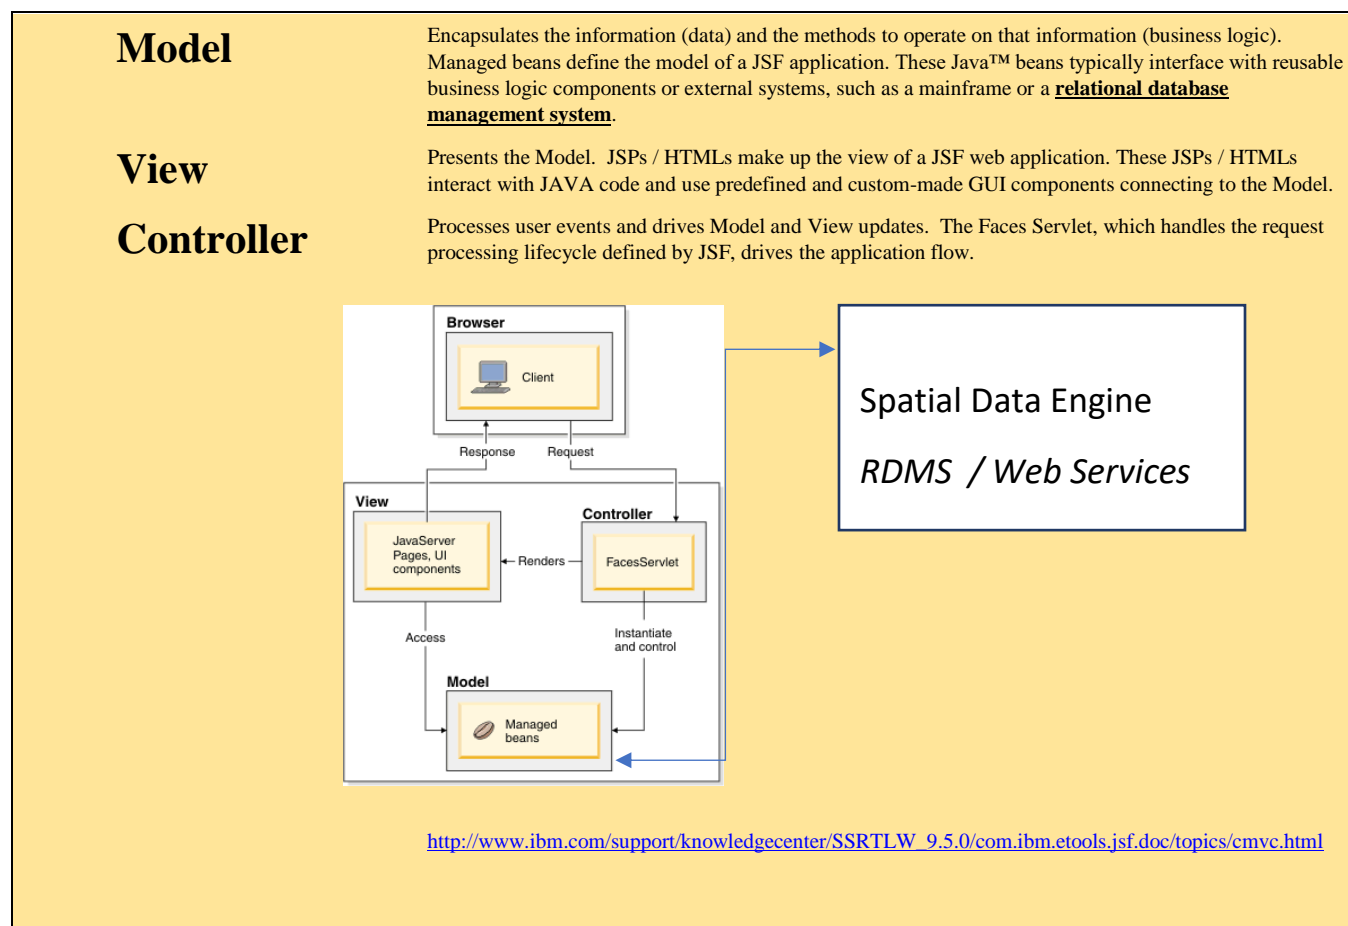 Model
Encapsulates the information (data) and the methods to operate on that information (business logic).
Managed beans define the model of a JSF application. These Java™ beans typically interface with reusable
business logic components or external systems, such as a mainframe or a relational database
management system.
View
Presents the Model.  JSPs / HTMLs make up the view of a JSF web application. These JSPs / HTMLs
interact with JAVA code and use predefined and custom-made GUI components connecting to the Model.
Controller
Processes user events and drives Model and View updates.  The Faces Servlet, which handles the request
processing lifecycle defined by JSF, drives the application flow.
Browser
Client
Response
Request
View
JavaServer
Pages, UI
components
Renders
Controller
FacesServlet
Access
Instantiate
and control
Model
Managed
beans
Spatial Data Engine
RDMS  / Web Services
http://www.ibm.com/support/knowledgecenter/SSRTLW_9.5.0/com.ibm.etools.jsf.doc/topics/cmvc.html